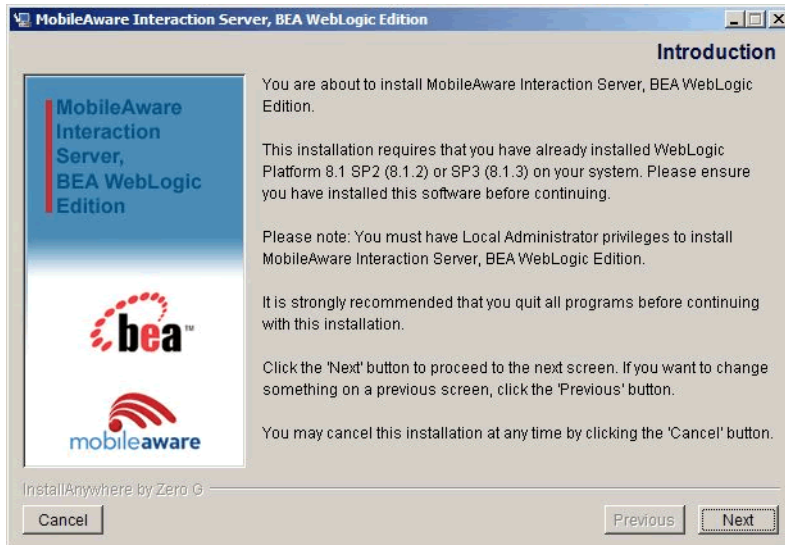 MobileAware Interaction Server, BEA WebLogic Edition
Introduction
MobileAware
Interaction
Server,
BEA WebLogic
Edition
bea™
mobileaware
You are about to install MobileAware Interaction Server, BEA WebLogic
Edition.
This installation requires that you have already installed WebLogic
Platform 8.1 SP2 (8.1.2) or SP3 (8.1.3) on your system. Please ensure
you have installed this software before continuing.
Please note: You must have Local Administrator privileges to install
MobileAware Interaction Server, BEA WebLogic Edition.
It is strongly recommended that you quit all programs before continuing
with this installation.
Click the 'Next' button to proceed to the next screen. If you want to change
something on a previous screen, click the 'Previous' button.
You may cancel this installation at any time by clicking the 'Cancel' button.
InstallAnywhere by Zero G
Cancel
Previous
Next